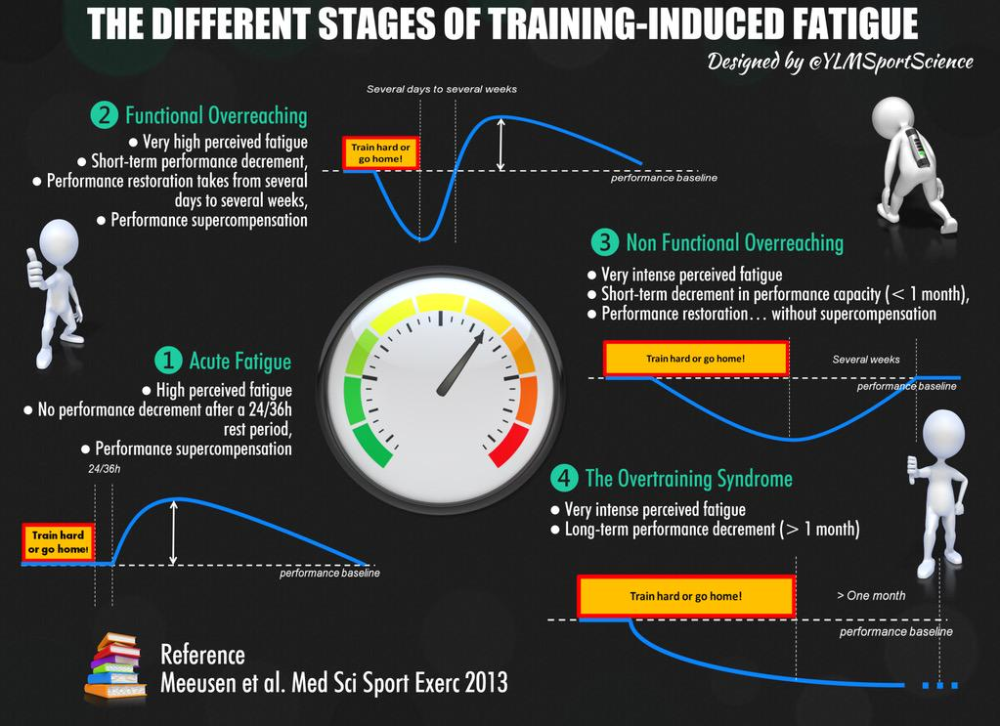 THE DIFFERENT STAGES OF TRAINING-INDUCED FATIGUE
Designed by @YLMSportScience
Several days to several weeks
2 Functional Overreaching
● Very high perceived fatigue
● Short-term performance decrement,
● Performance restoration takes from several
days to several weeks,
● Performance supercompensation
Train hard or
go home!
performance baseline
3 Non Functional Overreaching
● Very intense perceived fatigue
● Short-term decrement in performance capacity (< 1 month),
● Performance restoration… without supercompensation
Train hard or go home!
Several weeks
performance baseline
1 Acute Fatigue
● High perceived fatigue
● No performance decrement after a 24/36h
rest period,
● Performance supercompensation
24/36h
Train hard
or go home!
performance baseline
4 The Overtraining Syndrome
● Very intense perceived fatigue
● Long-term performance decrement (> 1 month)
Train hard or go home!
> One month
performance baseline
Reference
Meeusen et al. Med Sci Sport Exerc 2013